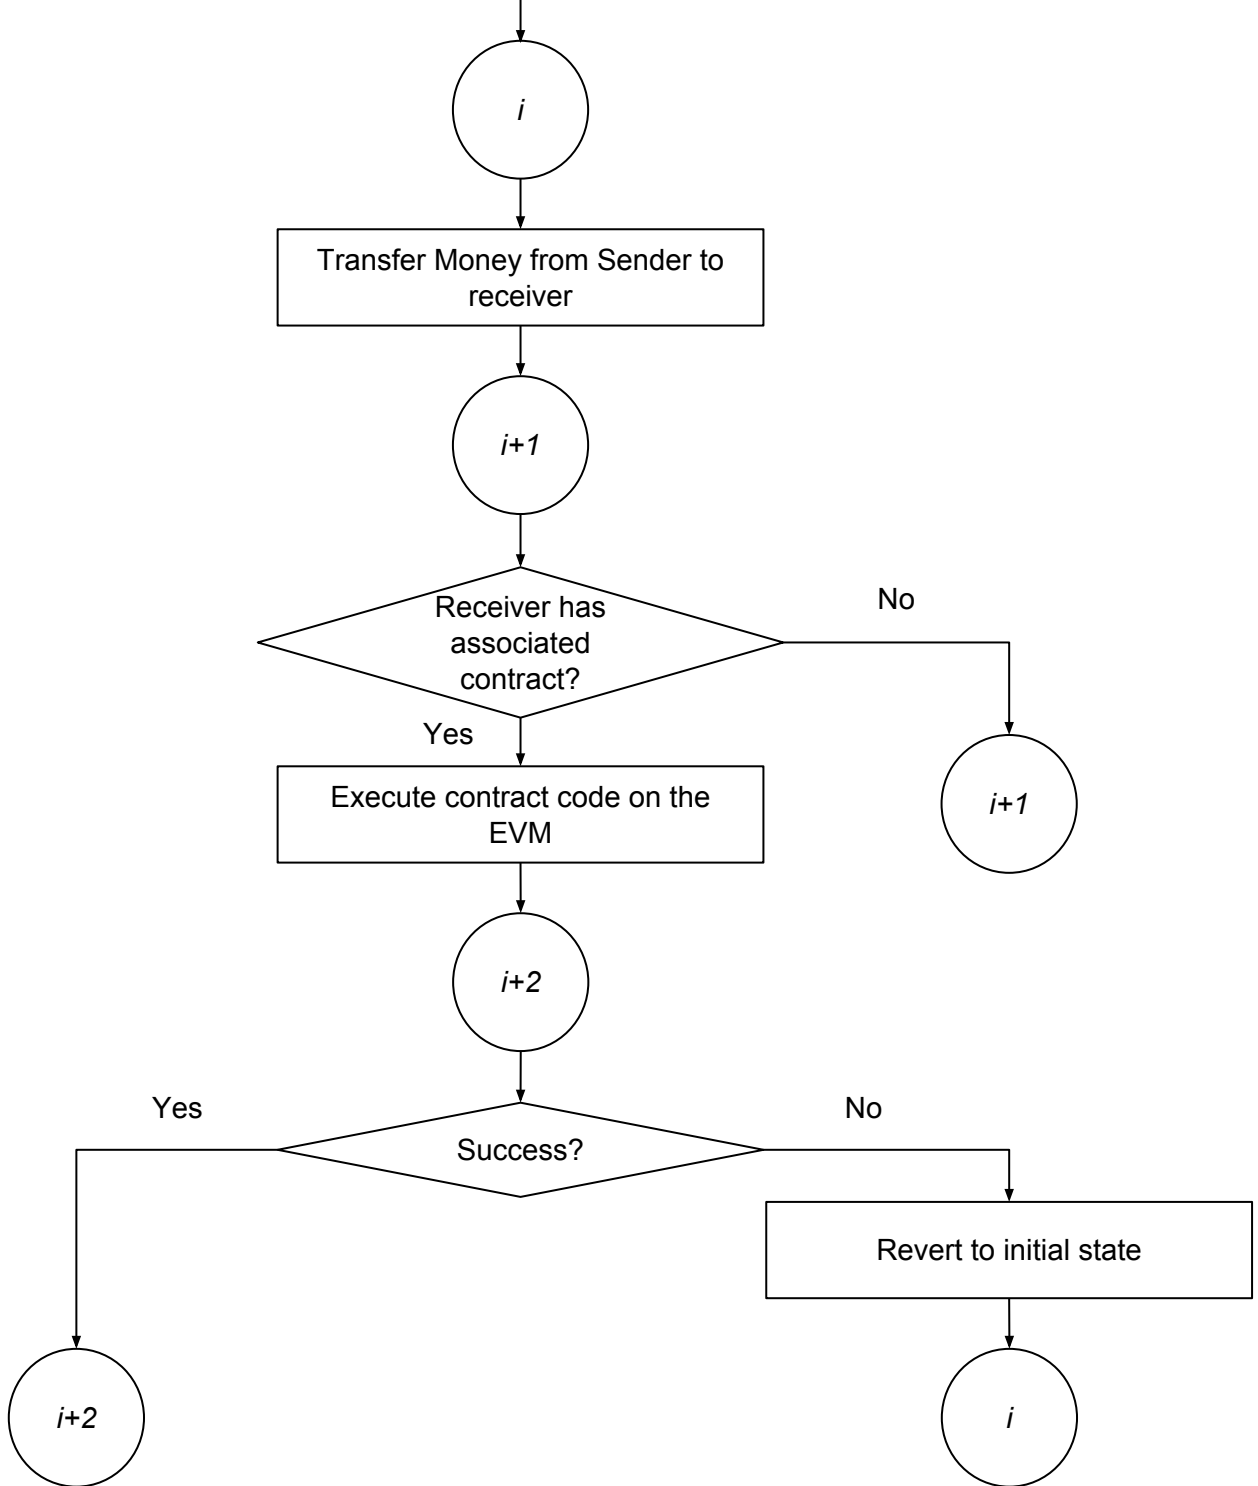 i
Transfer Money from Sender to
receiver
i+1
No
Receiver has
associated
contract?
Yes
Execute contract code on the
EVM
i+1
i+2
Yes
No
Success?
Revert to initial state
i+2
i